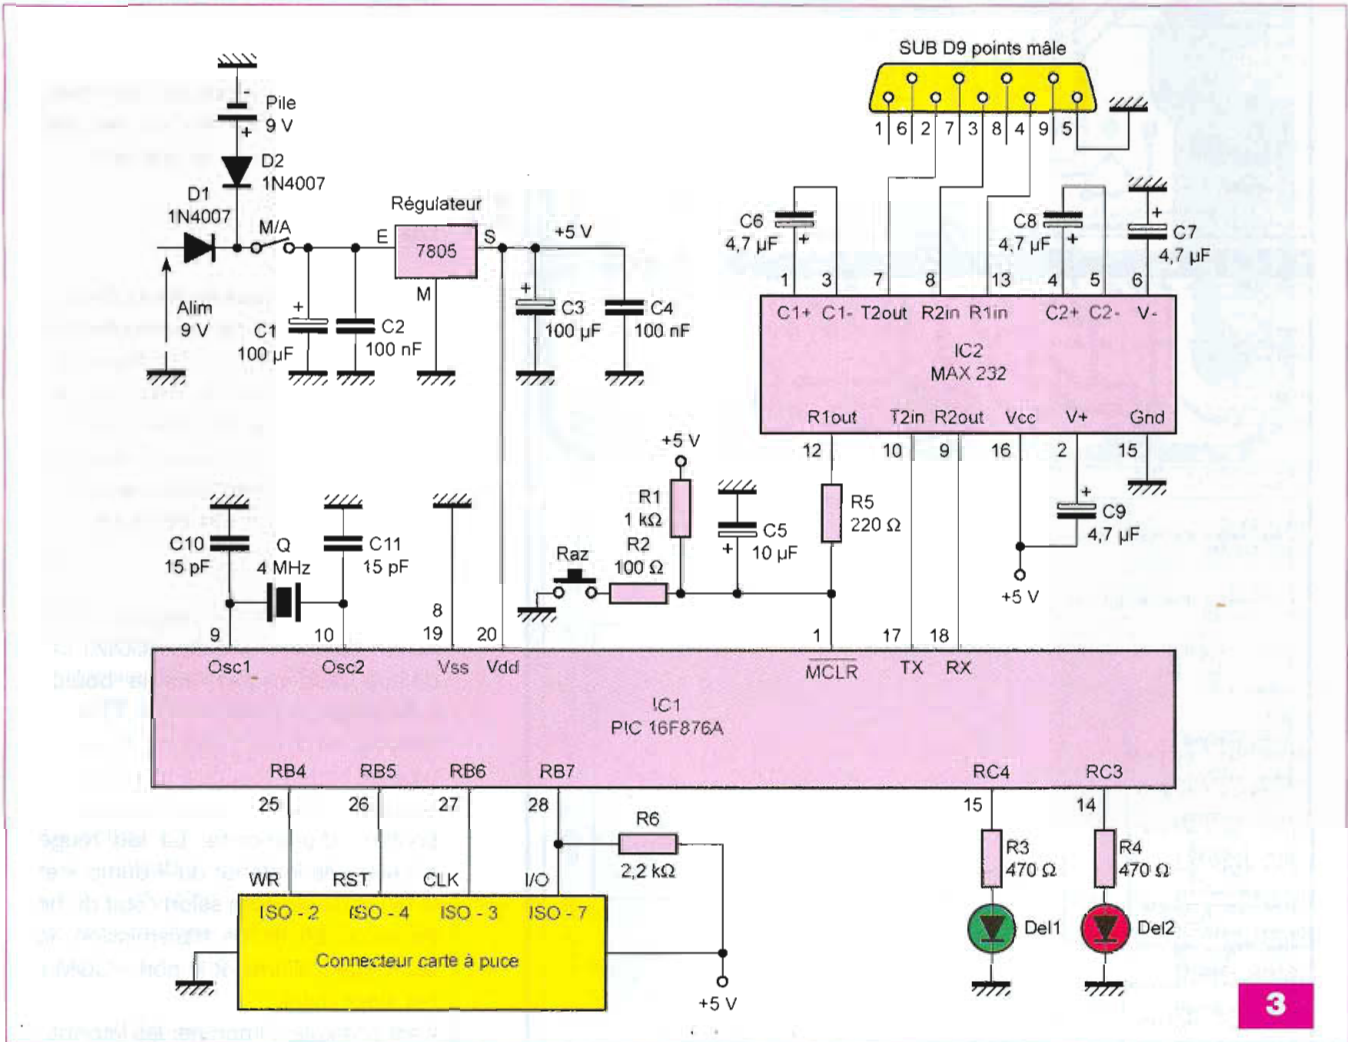 SUB D9 points mâle
1 6 2 7 3 8 4 9 5
-
Pile
9 V
+
D2
1N4007
D1
1N4007
M/A
Régulateur
E 7805 S
M
+5 V
Alim
9 V
+
C1
100 µF
C2
100 nF
+
C3
100 µF
C4
100 nF
C6
4,7 µF
+
C8
4,7 µF
+
+
C7
4,7 µF
1 3 7 8 13 4 5 6
C1+ C1- T2out R2in R1in C2+ C2- V-
IC2
MAX 232
R1out T2in R2out Vcc V+ Gnd
12 10 9 16 2 15
+5 V
R1
1 kΩ
R2
100 Ω
Raz
C5
10 µF
+
R5
220 Ω
+
C9
4,7 µF
+5 V
C10
15 pF
Q
4 MHz
C11
15 pF
8
9 10 19 20 1 17 18
Osc1 Osc2 Vss Vdd MCLR TX RX
IC1
PIC 16F876A
RB4 RB5 RB6 RB7 RC4 RC3
25 26 27 28 15 14
R6
2,2 kΩ
R3
470 Ω
R4
470 Ω
WR RST CLK I/O
ISO - 2 ISO - 4 ISO - 3 ISO - 7
Connecteur carte à puce
+5 V
Del1
Del2
3